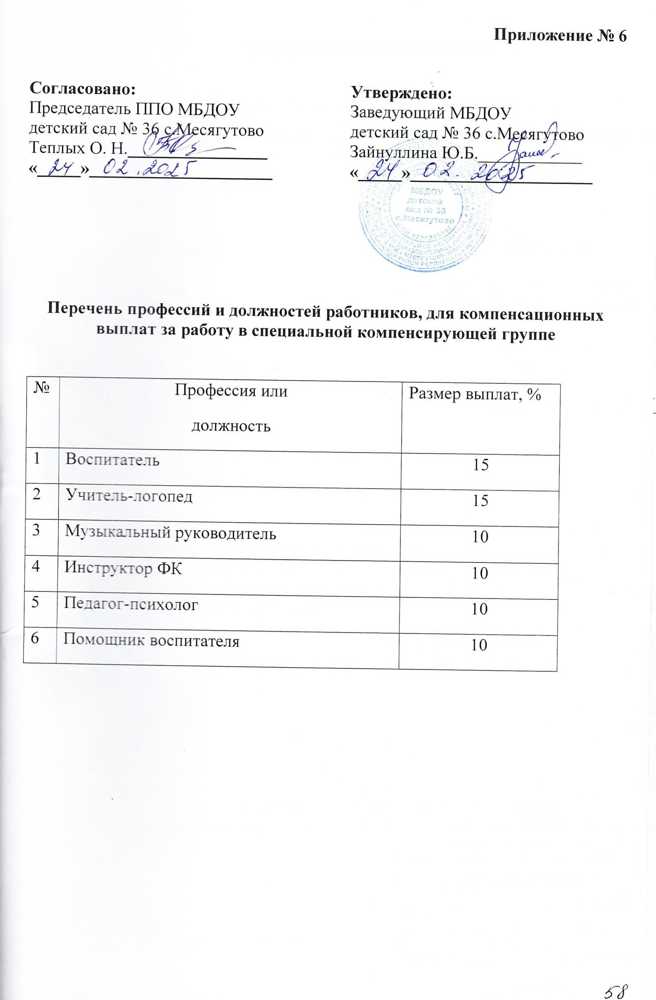 Приложение № 6
Согласовано:
Председатель ППО МБДОУ
детский сад № 36 с.Месягутово
Теплых О. Н.
«24» 02.2025
Утверждено:
Заведующий МБДОУ
детский сад № 36 с.Месягутово
Зайнуллина Ю.Б.
«24» 02. 2025
МБДОУ
детский
сад № 36
с.Месягутово
Перечень профессий и должностей работников, для компенсационных
выплат за работу в специальной компенсирующей группе
№ Профессия или Размер выплат, %
должность
1 Воспитатель 15
2 Учитель-логопед 15
3 Музыкальный руководитель 10
4 Инструктор ФК 10
5 Педагог-психолог 10
6 Помощник воспитателя 10
58